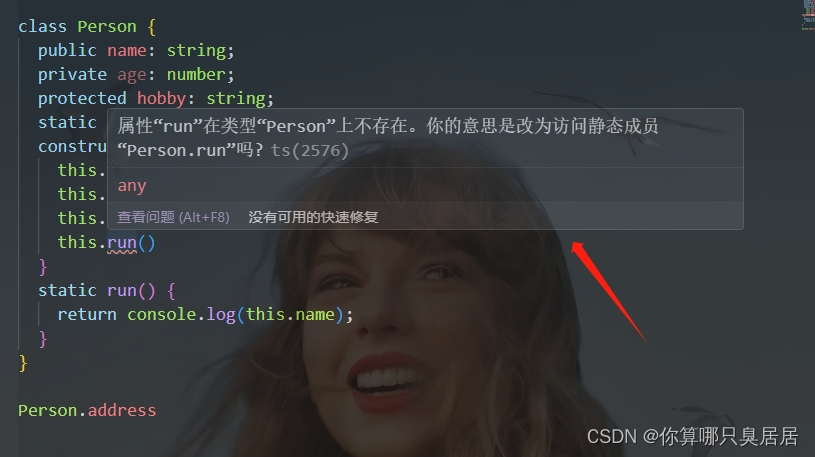 class Person {
public name: string;
private age: number;
protected hobby: string;
static
属性“run”在类型“Person”上不存在。你的意思是改为访问静态成员
constru
“Person.run”吗? ts(2576)
this.
any
this.
this.
查看问题 (Alt+F8) 没有可用的快速修复
this.run()
}
static run() {
return console.log(this.name);
}
}
Person.address
CSDN @你算哪只臭居居